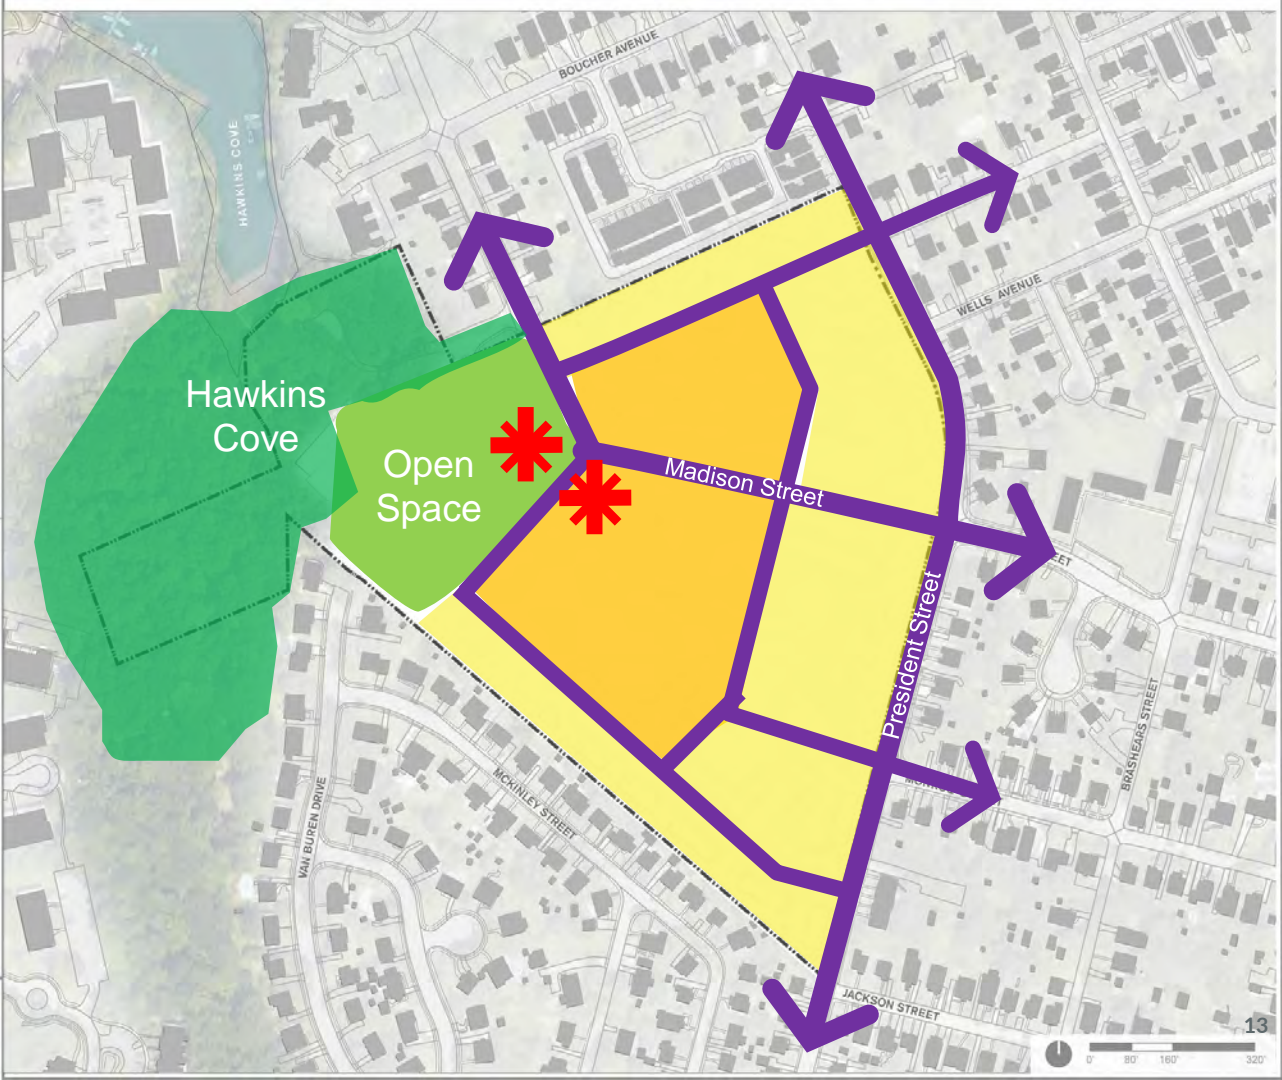 BOUCHER AVENUE
HAWKINS COVE
WELLS AVENUE
Hawkins
Cove
Open
Space
Madison Street
President Street
BRASHEARS STREET
MCKINLEY STREET
VAN BUREN DRIVE
JACKSON STREET
13
0' 80' 160' 320'